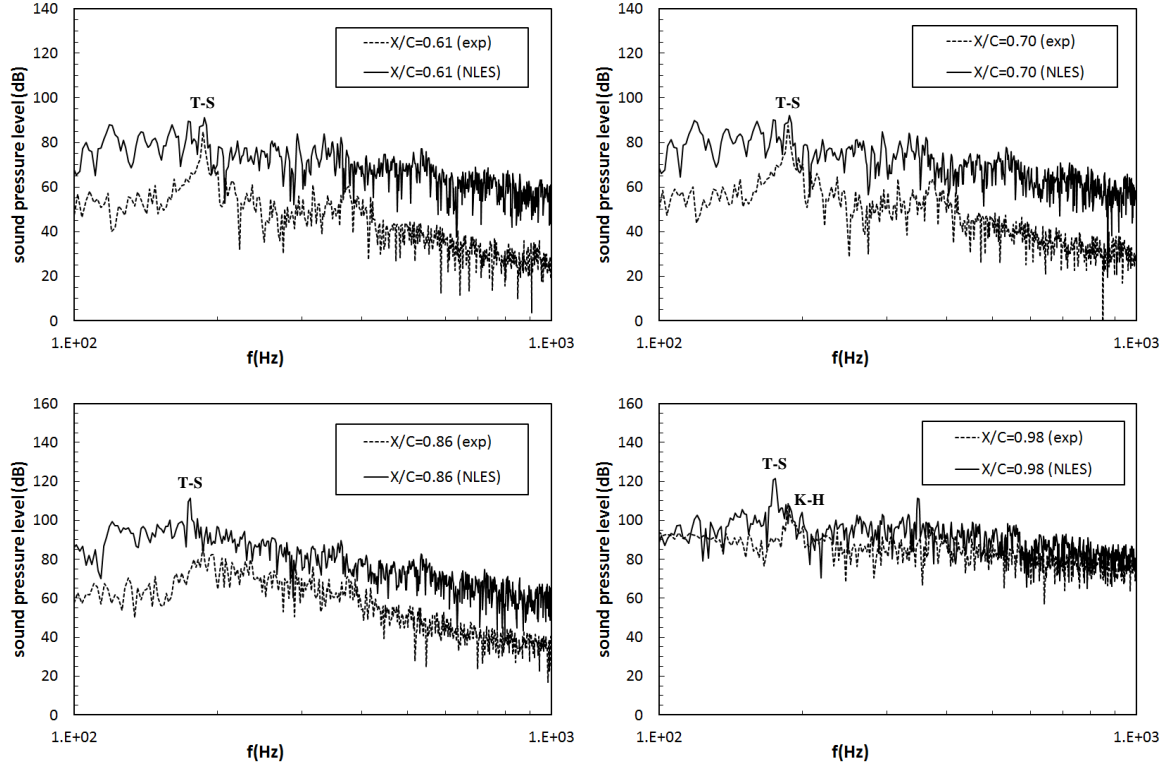 140
120
100
80
60
40
20
0
sound pressure level(dB)
X/C=0.61 (exp)
X/C=0.61 (NLES)
T-S
1.E+02
1.E+03
f(Hz)
140
120
100
80
60
40
20
0
sound pressure level(dB)
X/C=0.70 (exp)
X/C=0.70 (NLES)
T-S
1.E+02
1.E+03
f(Hz)
160
140
120
100
80
60
40
20
0
sound pressure level(dB)
X/C=0.86 (exp)
X/C=0.86 (NLES)
T-S
1.E+02
1.E+03
f(Hz)
160
140
120
100
80
60
40
20
0
sound pressure level(dB)
X/C=0.98 (exp)
X/C=0.98 (NLES)
T-S
K-H
1.E+02
1.E+03
f(Hz)